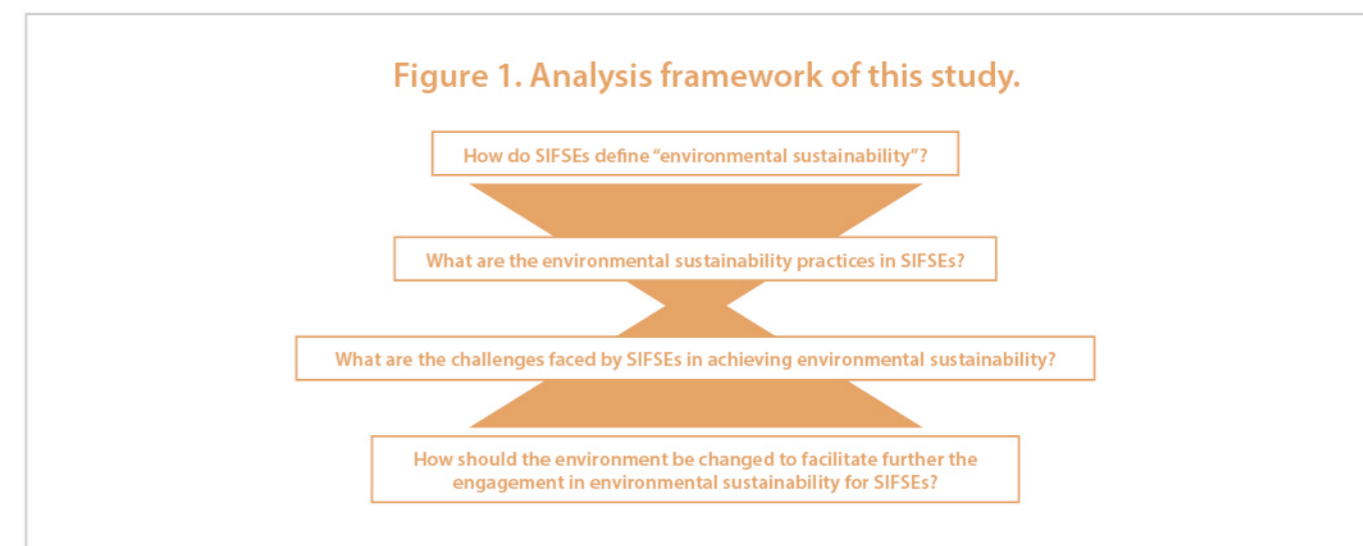 Figure 1. Analysis framework of this study.
How do SIFSEs define “environmental sustainability”?
What are the environmental sustainability practices in SIFSEs?
What are the challenges faced by SIFSEs in achieving environmental sustainability?
How should the environment be changed to facilitate further the
engagement in environmental sustainability for SIFSEs?